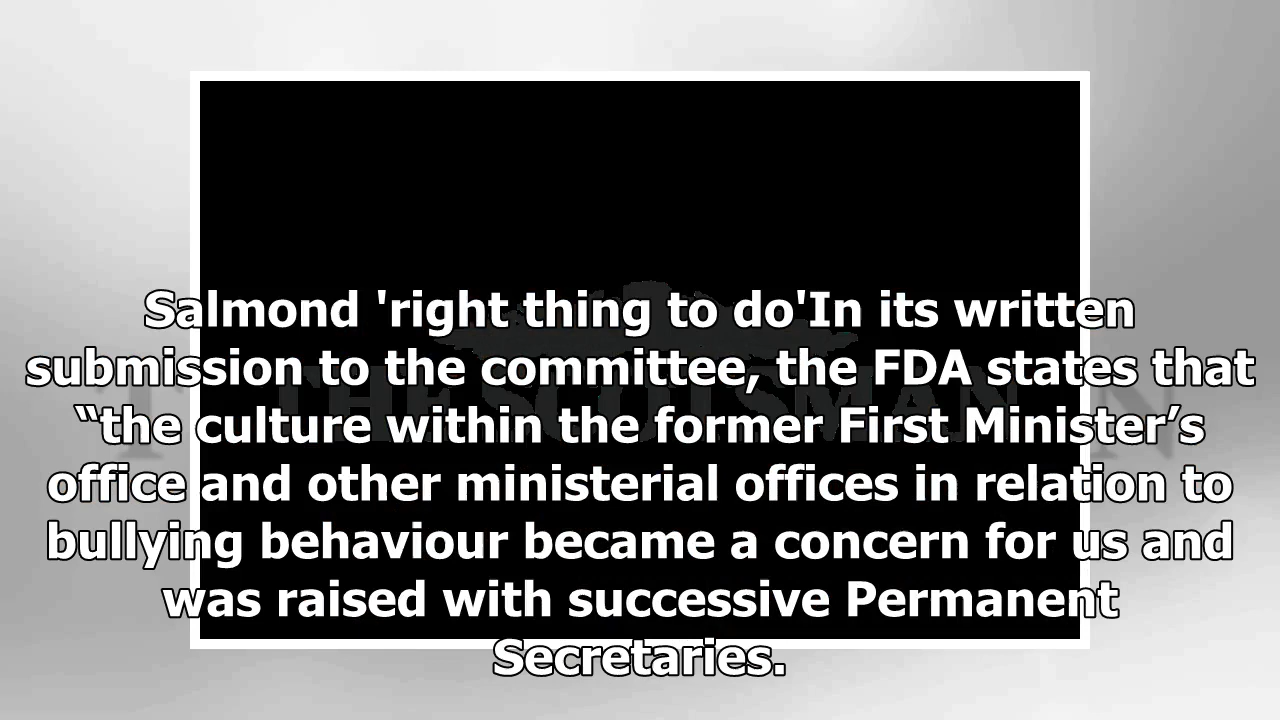 THE SCOTSMAN
Salmond 'right thing to do'In its written
submission to the committee, the FDA states that
“the culture within the former First Minister’s
office and other ministerial offices in relation to
bullying behaviour became a concern for us and
was raised with successive Permanent
Secretaries.